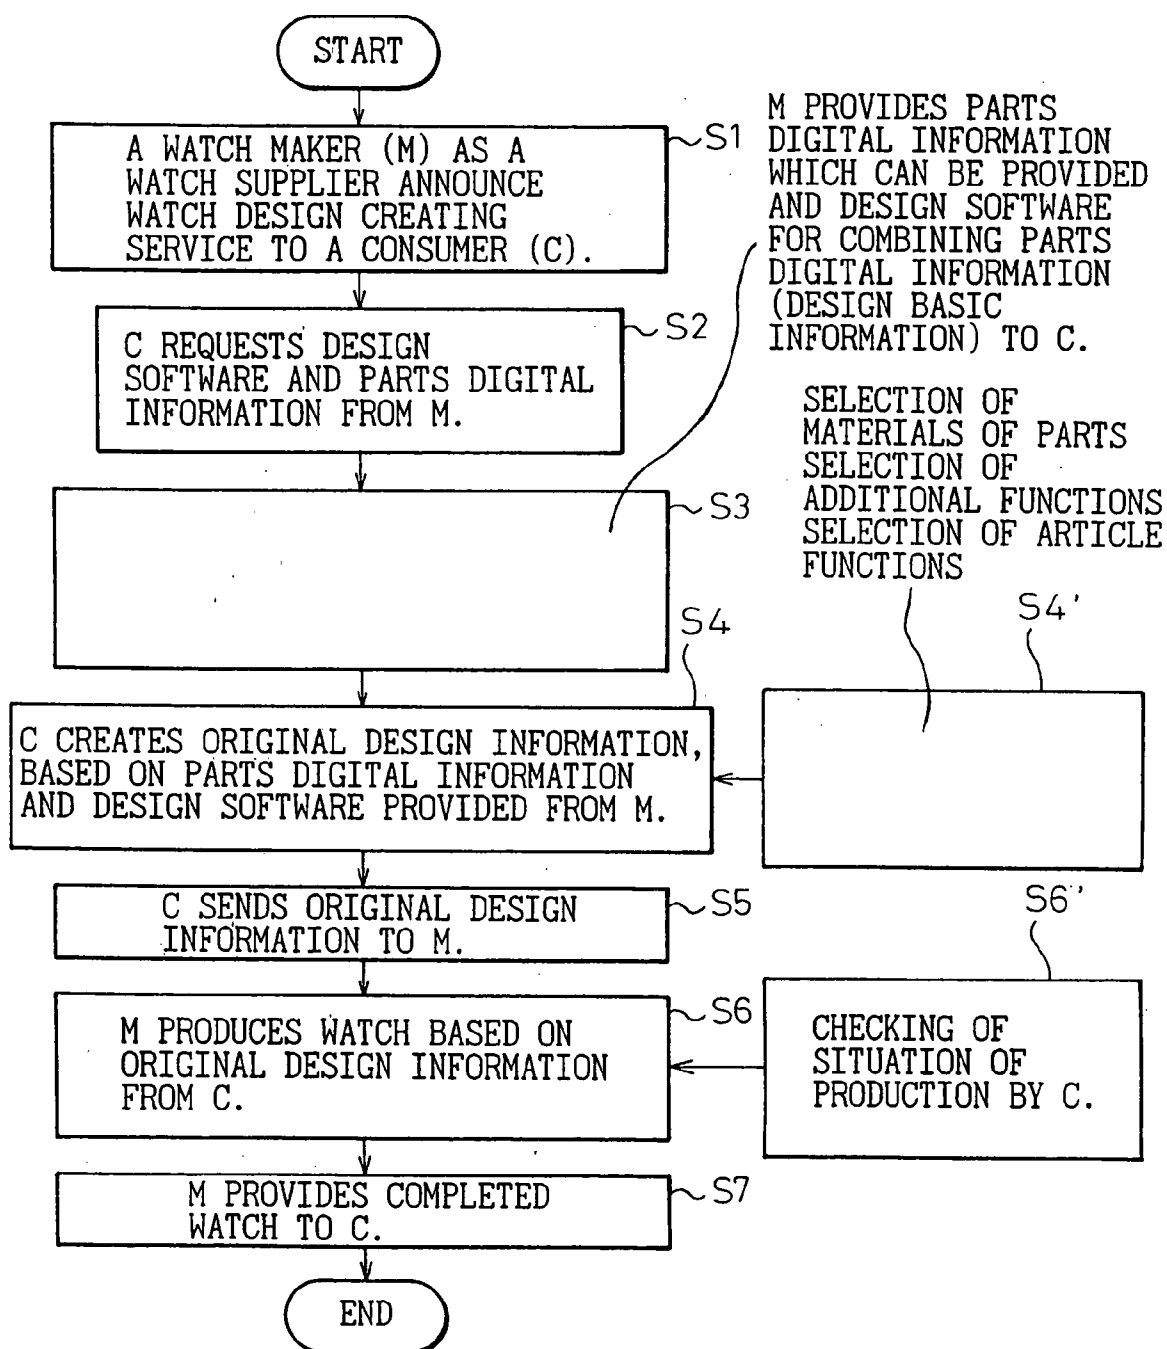 START
A WATCH MAKER (M) AS A
WATCH SUPPLIER ANNOUNCE
WATCH DESIGN CREATING
SERVICE TO A CONSUMER (C).
S1
M PROVIDES PARTS
DIGITAL INFORMATION
WHICH CAN BE PROVIDED
AND DESIGN SOFTWARE
FOR COMBINING PARTS
DIGITAL INFORMATION
(DESIGN BASIC
INFORMATION) TO C.
C REQUESTS DESIGN
SOFTWARE AND PARTS DIGITAL
INFORMATION FROM M.
S2
S3
SELECTION OF
MATERIALS OF PARTS
SELECTION OF
ADDITIONAL FUNCTIONS
SELECTION OF ARTICLE
FUNCTIONS
S4
S4'
C CREATES ORIGINAL DESIGN INFORMATION,
BASED ON PARTS DIGITAL INFORMATION
AND DESIGN SOFTWARE PROVIDED FROM M.
C SENDS ORIGINAL DESIGN
INFORMATION TO M.
S5
S6'
M PRODUCES WATCH BASED ON
ORIGINAL DESIGN INFORMATION
FROM C.
S6
CHECKING OF
SITUATION OF
PRODUCTION BY C.
M PROVIDES COMPLETED
WATCH TO C.
S7
END